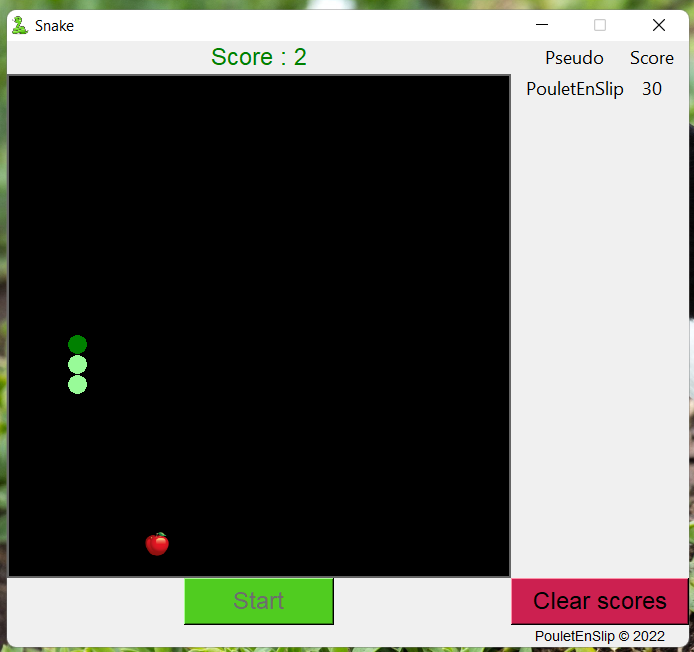 Snake
Score : 2
Pseudo Score
PouletEnSlip 30
Start
Clear scores
PouletEnSlip © 2022